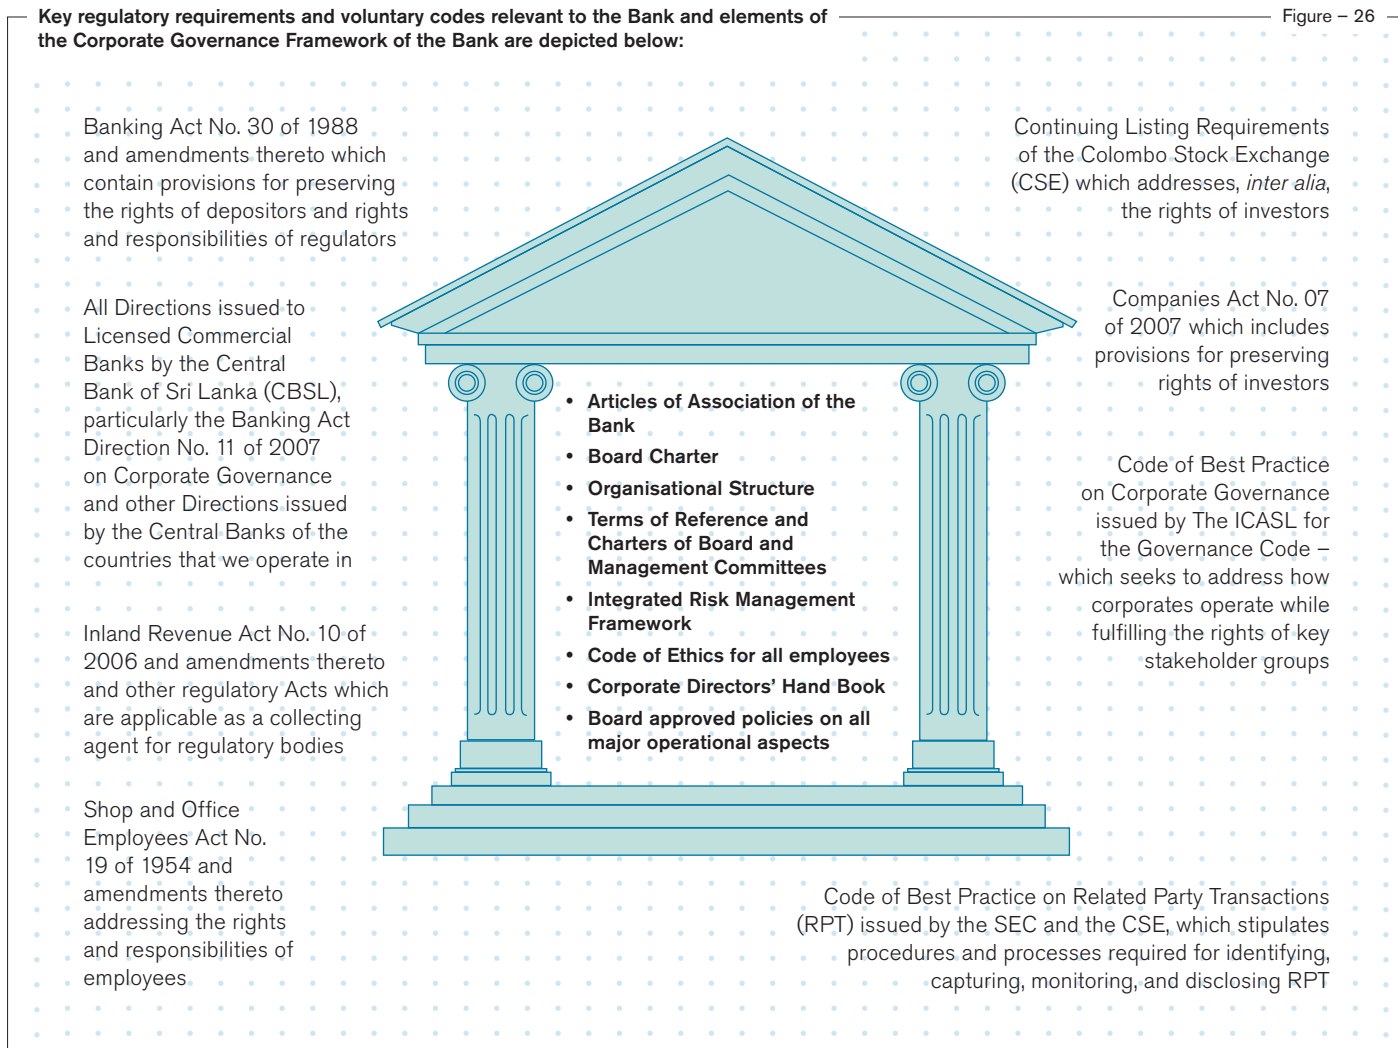 Key regulatory requirements and voluntary codes relevant to the Bank and elements of
the Corporate Governance Framework of the Bank are depicted below:
Figure – 26
Banking Act No. 30 of 1988
and amendments thereto which
contain provisions for preserving
the rights of depositors and rights
and responsibilities of regulators
All Directions issued to
Licensed Commercial
Banks by the Central
Bank of Sri Lanka (CBSL),
particularly the Banking Act
Direction No. 11 of 2007
on Corporate Governance
and other Directions issued
by the Central Banks of the
countries that we operate in
Inland Revenue Act No. 10 of
2006 and amendments thereto
and other regulatory Acts which
are applicable as a collecting
agent for regulatory bodies
Shop and Office
Employees Act No.
19 of 1954 and
amendments thereto
addressing the rights
and responsibilities of
employees
• Articles of Association of the
Bank
• Board Charter
• Organisational Structure
• Terms of Reference and
Charters of Board and
Management Committees
• Integrated Risk Management
Framework
• Code of Ethics for all employees
• Corporate Directors’ Hand Book
• Board approved policies on all
major operational aspects
Continuing Listing Requirements
of the Colombo Stock Exchange
(CSE) which addresses, inter alia,
the rights of investors
Companies Act No. 07
of 2007 which includes
provisions for preserving
rights of investors
Code of Best Practice
on Corporate Governance
issued by The ICASL for
the Governance Code –
which seeks to address how
corporates operate while
fulfilling the rights of key
stakeholder groups
Code of Best Practice on Related Party Transactions
(RPT) issued by the SEC and the CSE, which stipulates
procedures and processes required for identifying,
capturing, monitoring, and disclosing RPT